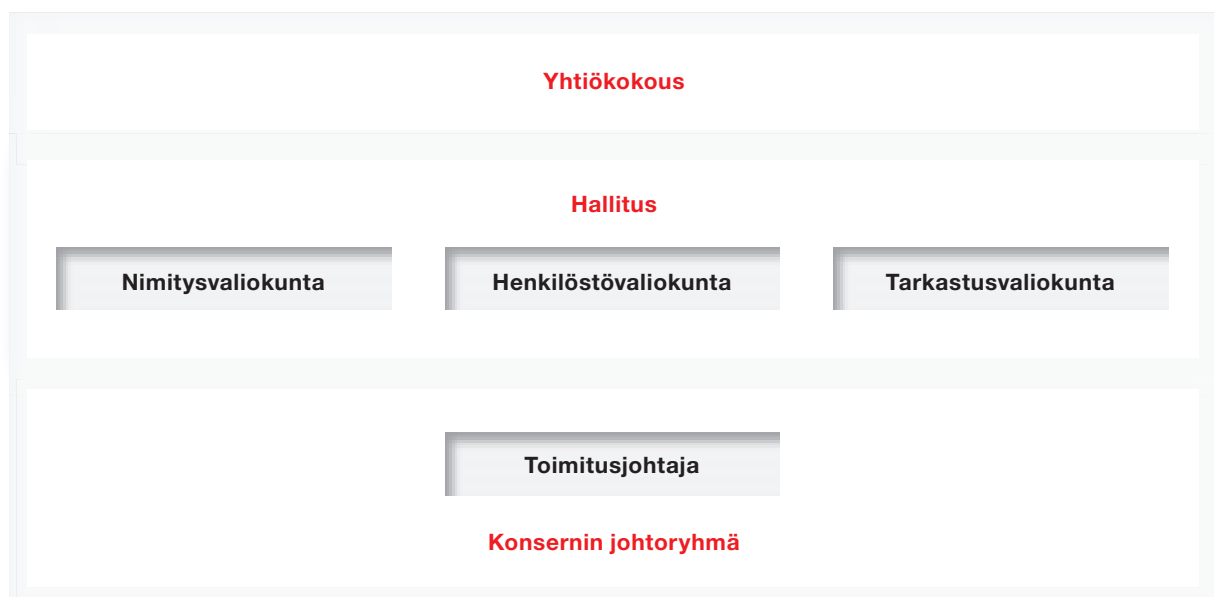 Yhtiökokous
Hallitus
Nimitysvaliokunta
Henkilöstövaliokunta
Tarkastusvaliokunta
Toimitusjohtaja
Konsernin johtoryhmä